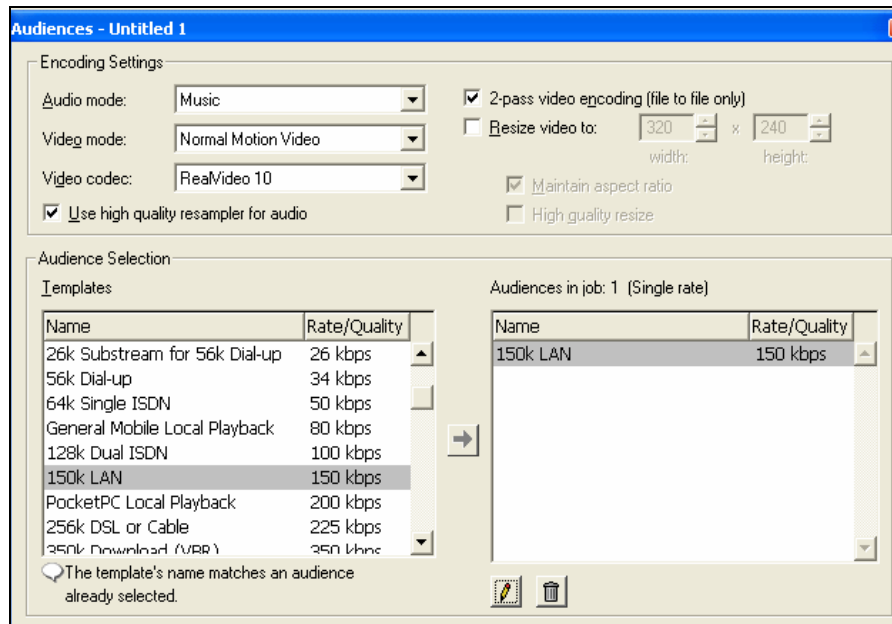 Audiences - Untitled 1
Encoding Settings
Audio mode: Music
Video mode: Normal Motion Video
Video codec: RealVideo 10
Use high quality resampler for audio
2-pass video encoding (file to file only)
Resize video to: 320 x 240
width: height:
Maintain aspect ratio
High quality resize
Audience Selection
Templates
Name Rate/Quality
26k Substream for 56k Dial-up 26 kbps
56k Dial-up 34 kbps
64k Single ISDN 50 kbps
General Mobile Local Playback 80 kbps
128k Dual ISDN 100 kbps
150k LAN 150 kbps
PocketPC Local Playback 200 kbps
256k DSL or Cable 225 kbps
350k Download (VBR) 350 kbps
The template's name matches an audience
already selected.
Audiences in job: 1 (Single rate)
Name Rate/Quality
150k LAN 150 kbps